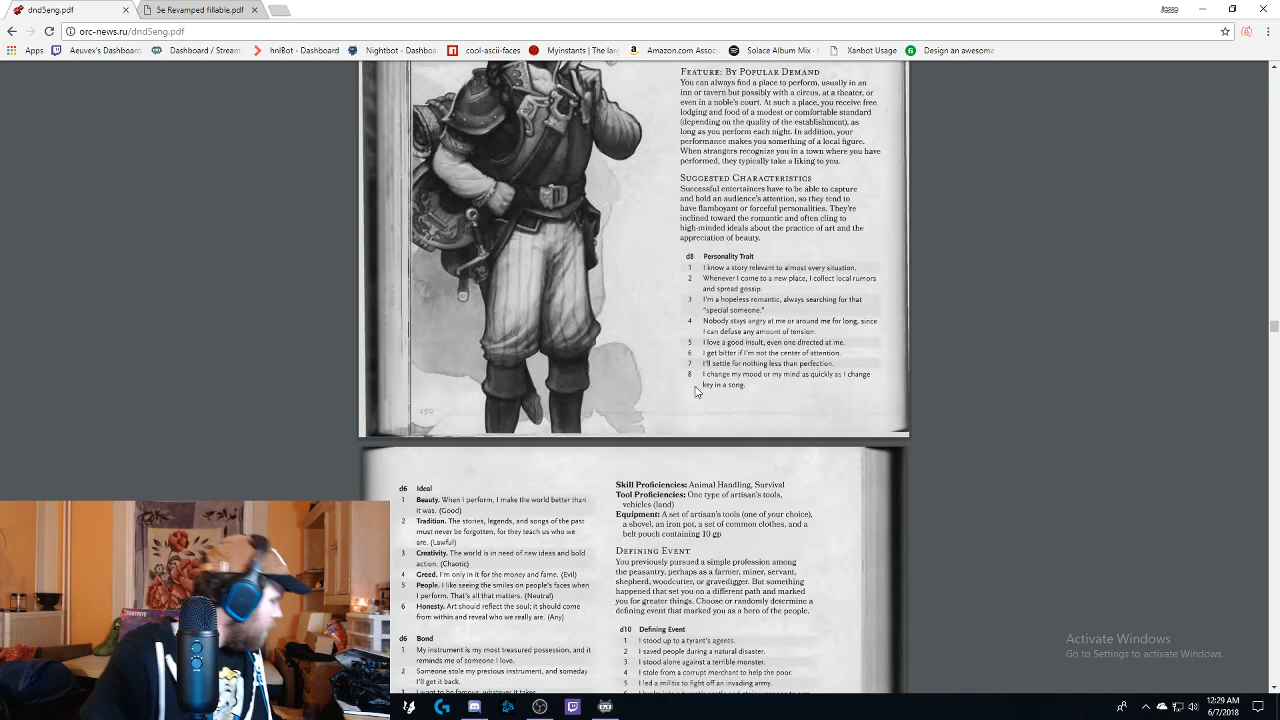 dnd5eng.pdf
5e Revamped fillable.pdf
orc-news.ru/dnd5eng.pdf
Apps
Aeuvex's Dashboard
Dashboard / Stream
hniBot - Dashboard
Nightbot - Dashboa
cool-ascii-faces
Myinstants | The larg
Amazon.com Assoc
Solace Album Mix -
Xanbot Usage
Design an awesome
Feature: By Popular Demand
You can always find a place to perform, usually in an
inn or tavern but possibly with a circus, at a theater, or
even in a noble's court. At such a place, you receive free
lodging and food of a modest or comfortable standard
(depending on the quality of the establishment), as
long as you perform each night. In addition, your
performance makes you something of a local figure.
When strangers recognize you in a town where you have
performed, they typically take a liking to you.
Suggested Characteristics
Successful entertainers have to be able to capture
and hold an audience's attention, so they tend to
have flamboyant or forceful personalities. They're
inclined toward the romantic and often cling to
high-minded ideals about the practice of art and the
appreciation of beauty.
d8 Personality Trait
1 I know a story relevant to almost every situation.
2 Whenever I come to a new place, I collect local rumors
and spread gossip.
3 I'm a hopeless romantic, always searching for that
"special someone."
4 Nobody stays angry at me or around me for long, since
I can defuse any amount of tension.
5 I love a good insult, even one directed at me.
6 I get bitter if I'm not the center of attention.
7 I'll settle for nothing less than perfection.
8 I change my mood or my mind as quickly as I change
key in a song.
130
d6 Ideal
1 Beauty. When I perform, I make the world better than
it was. (Good)
2 Tradition. The stories, legends, and songs of the past
must never be forgotten, for they teach us who we
are. (Lawful)
3 Creativity. The world is in need of new ideas and bold
action. (Chaotic)
4 Greed. I'm only in it for the money and fame. (Evil)
5 People. I like seeing the smiles on people's faces when
I perform. That's all that matters. (Neutral)
6 Honesty. Art should reflect the soul; it should come
from within and reveal who we really are. (Any)
d6 Bond
1 My instrument is my most treasured possession, and it
reminds me of someone I love.
2 Someone stole my precious instrument, and someday
I'll get it back.
3 I want to be famous, whatever it takes.
Skill Proficiencies: Animal Handling, Survival
Tool Proficiencies: One type of artisan's tools,
vehicles (land)
Equipment: A set of artisan's tools (one of your choice),
a shovel, an iron pot, a set of common clothes, and a
belt pouch containing 10 gp
Defining Event
You previously pursued a simple profession among
the peasantry, perhaps as a farmer, miner, servant,
shepherd, woodcutter, or gravedigger. But something
happened that set you on a different path and marked
you for greater things. Choose or randomly determine a
defining event that marked you as a hero of the people.
d10 Defining Event
1 I stood up to a tyrant's agents.
2 I saved people during a natural disaster.
3 I stood alone against a terrible monster.
4 I stole from a corrupt merchant to help the poor.
5 I led a militia to fight off an invading army.
FORTNITE
Activate Windows
Go to Settings to activate Windows.
12:29 AM
6/7/2018